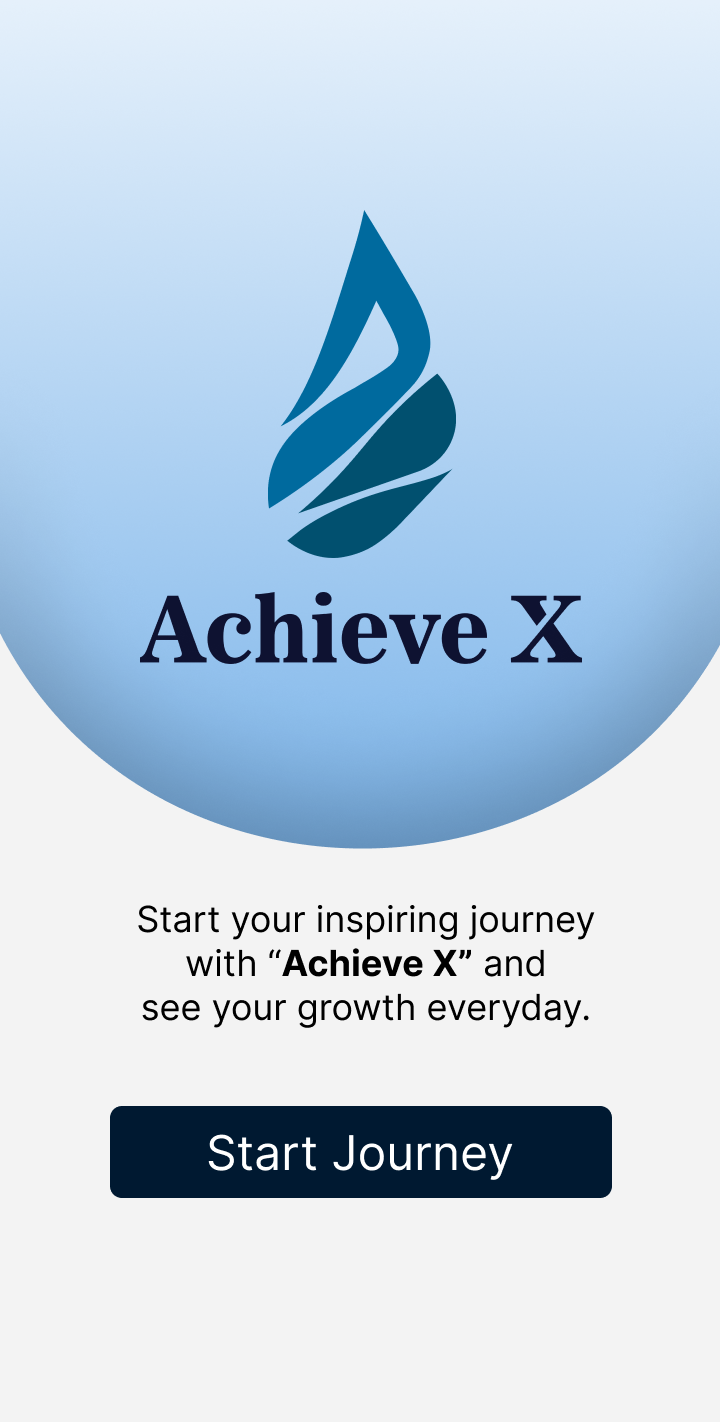 Achieve X
Start your inspiring journey
with “Achieve X” and
see your growth everyday.
Start Journey